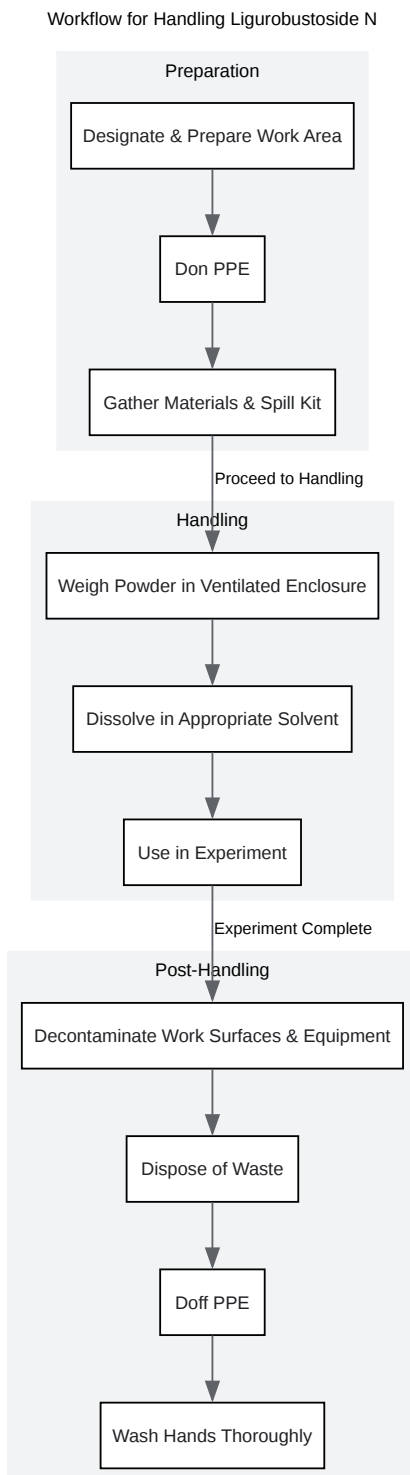 Workflow for Handling Ligurobustoside N
Preparation
Designate & Prepare Work Area
Don PPE
Gather Materials & Spill Kit
Proceed to Handling
Handling
Weigh Powder in Ventilated Enclosure
Dissolve in Appropriate Solvent
Use in Experiment
Experiment Complete
Post-Handling
Decontaminate Work Surfaces & Equipment
Dispose of Waste
Doff PPE
Wash Hands Thoroughly